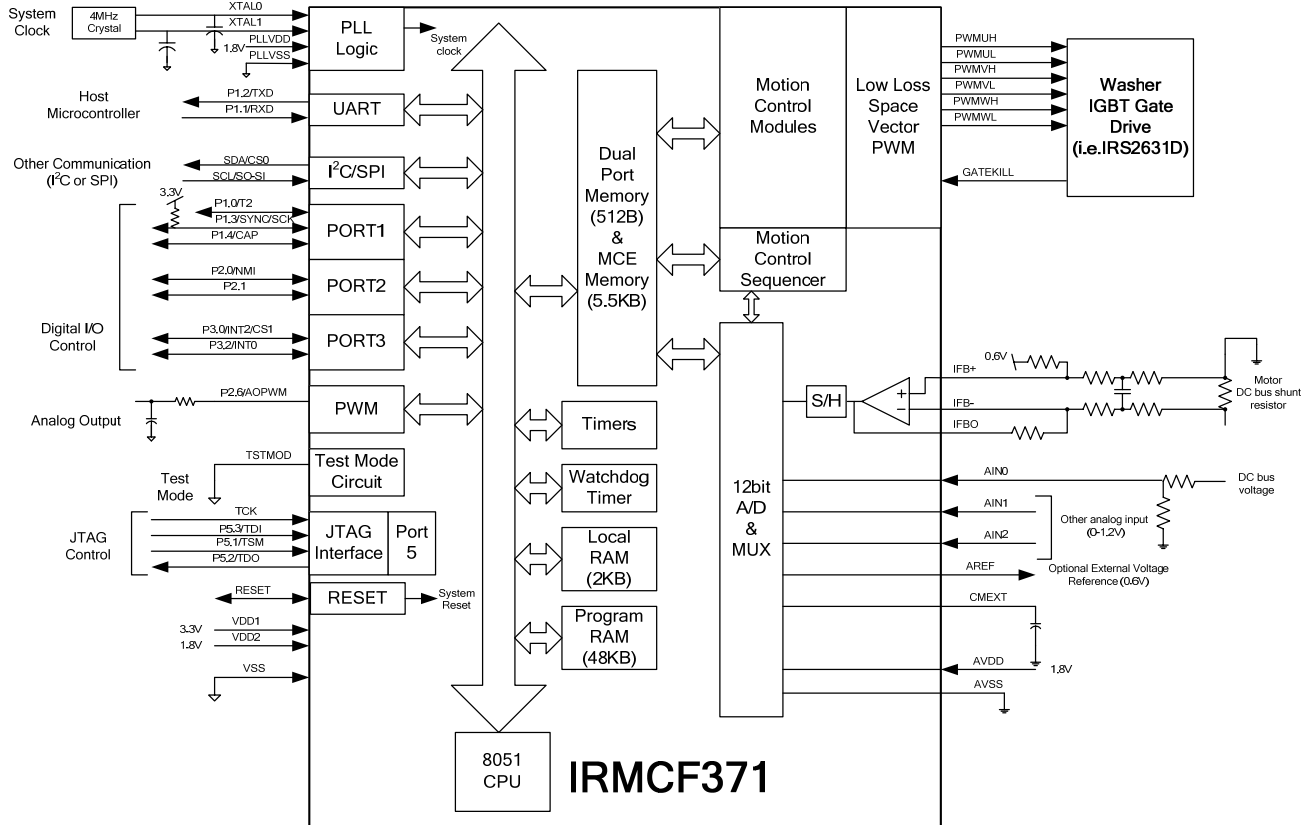 System
Clock
4MHz
Crystal
XTAL0
XTAL1
PLLVDD
1.8V
PLLVSS
PLL
Logic
System
clock
Host
Microcontroller
P1.2/TXD
P1.1/RXD
UART
Other Communication
(I²C or SPI)
SDA/CS0
SCL/SO-SI
I²C/SPI
3.3V
P1.0/T2
P1.3/SYNC/SCK
P1.4/CAP
PORT1
P2.0/NMI
P2.1
PORT2
Digital I/O
Control
P3.0/INT2/CS1
P3.2/INT0
PORT3
Analog Output
P2.6/AOPWM
PWM
Test
Mode
TSTMOD
Test Mode
Circuit
JTAG
Control
TCK
P5.3/TDI
P5.1/TSM
P5.2/TDO
JTAG
Interface
Port
5
RESET
RESET
System
Reset
3.3V
VDD1
1.8V
VDD2
VSS
8051
CPU
IRMCF371
Dual
Port
Memory
(512B)
&
MCE
Memory
(5.5KB)
Timers
Watchdog
Timer
Local
RAM
(2KB)
Program
RAM
(48KB)
Motion
Control
Modules
Low Loss
Space
Vector
PWM
Motion
Control
Sequencer
12bit
A/D
&
MUX
S/H
+
−
PWMUH
PWMUL
PWMVH
PWMVL
PWMWH
PWMWL
GATEKILL
Washer
IGBT Gate
Drive
(i.e.IRS2631D)
0.6V
IFB+
IFB-
IFBO
Motor
DC bus shunt
resistor
AIN0
DC bus
voltage
AIN1
AIN2
Other analog input
(0-1.2V)
AREF
Optional External Voltage
Reference (0.6V)
CMEXT
AVDD
1.8V
AVSS